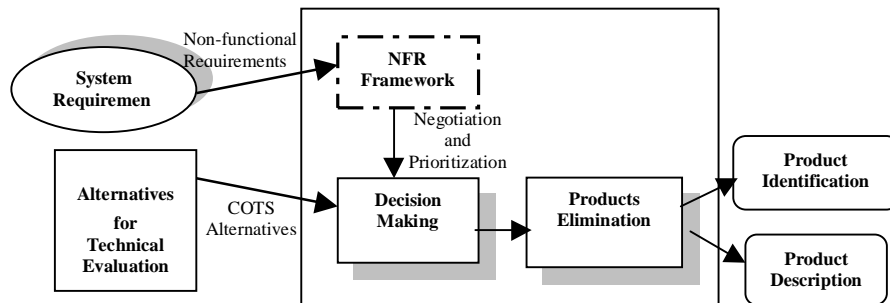 Non-functional
Requirements
System
Requiremen
NFR
Framework
Negotiation
and
Prioritization
Alternatives
for
Technical
Evaluation
COTS
Alternatives
Decision
Making
Products
Elimination
Product
Identification
Product
Description